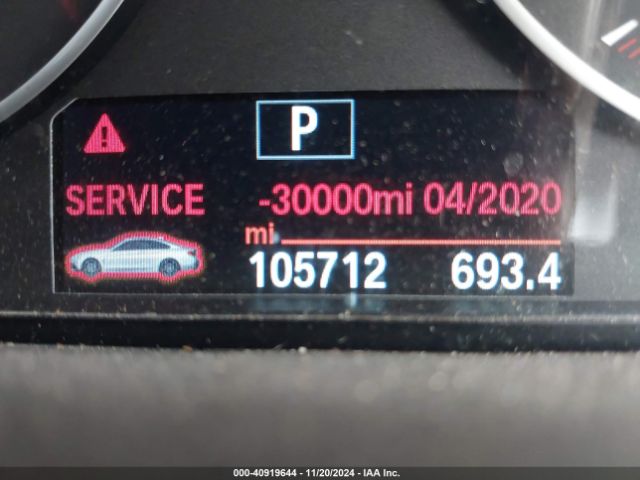 P
SERVICE -30000mi 04/2020
mi
105712 693.4
000-40919644 - 11/20/2024 - IAA Inc.